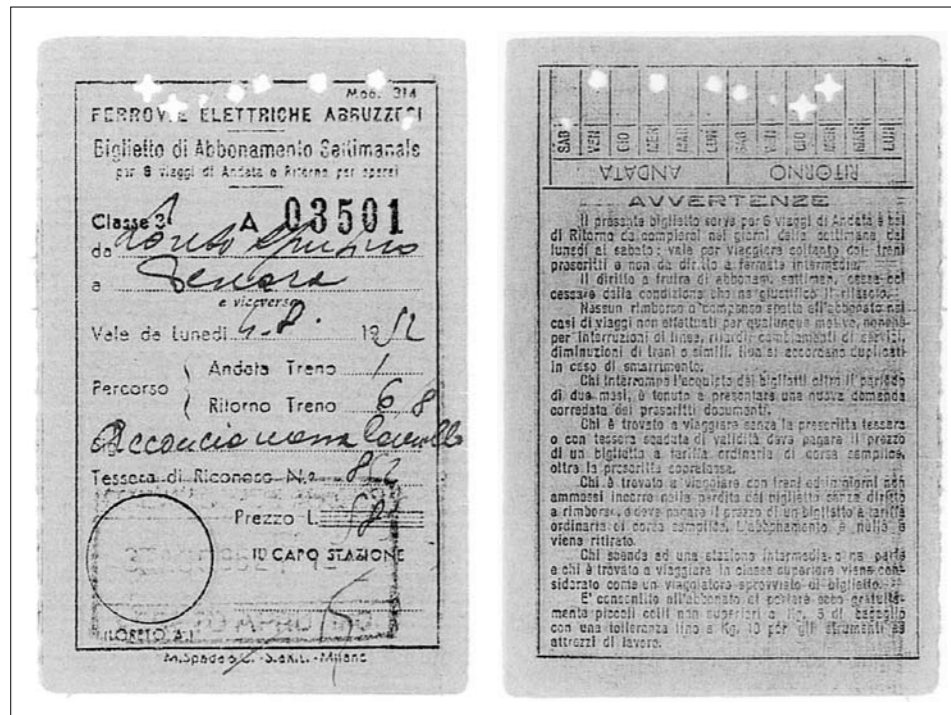 Mod. 314
FERROVIE ELETTRICHE ABRUZZESI
Biglietto di Abbonamento Settimanale
per 6 viaggi di Andata e Ritorno per operai
Classe 3ª A 03501
da Loreto Aprutino
a Pescara
e viceversa
Vale da Lunedì 4-8. 1952
Percorso
Andata Treno 1
Ritorno Treno 6 8
Tessera di Riconosc. N.º 852
Prezzo L.
IL CAPO STAZIONE
LORETO A.
SAB VEN GIO MER MAR LUN SAB VEN GIO MER MAR LUN
ANDATA RITORNO
AVVERTENZE
Il presente biglietto serve per 6 viaggi di Andata e sei
di Ritorno da compiersi nei giorni della settimana dal
lunedì al sabato: vale per viaggiare soltanto dai treni
prescritti e non dà diritto a fermate intermedie.
Il diritto a fruire di abbonam. settiman. cessa col
cessare della condizione che ne giustificò il rilascio.
Nessun rimborso o compenso spetta all'abbonato nei
casi di viaggi non effettuati per qualunque motivo, nonchè
per interruzioni di linea, ritardi, cambiamenti di servizi,
diminuzioni di treni o simili. Non si accordano duplicati
in caso di smarrimento.
Chi interrompe l'acquisto dei biglietti oltre il periodo
di due mesi, è tenuto a presentare una nuova domanda
corredata dei prescritti documenti.
Chi è trovato a viaggiare senza la prescritta tessera
o con tessera scaduta di validità deve pagare il prezzo
di un biglietto a tariffa ordinaria di corsa semplice,
oltre la prescritta sopratassa.
Chi è trovato a viaggiare con treni ed in giorni non
ammessi incorre nella perdita del biglietto senza diritto
a rimborsi, e deve pagare il prezzo di un biglietto a tariffa
ordinaria di corsa semplice. L'abbonamento è nullo e
viene ritirato.
Chi scende ad una stazione intermedia o ne parte
e chi è trovato a viaggiare in classe superiore viene con-
siderato come un viaggiatore sprovvisto di biglietto.
E' consentito all'abbonato di portare seco gratuita-
mente piccoli colli non superiori a Kg. 5 di bagaglio
con una tolleranza fino a Kg. 10 per gli strumenti ed
attrezzi di lavoro.